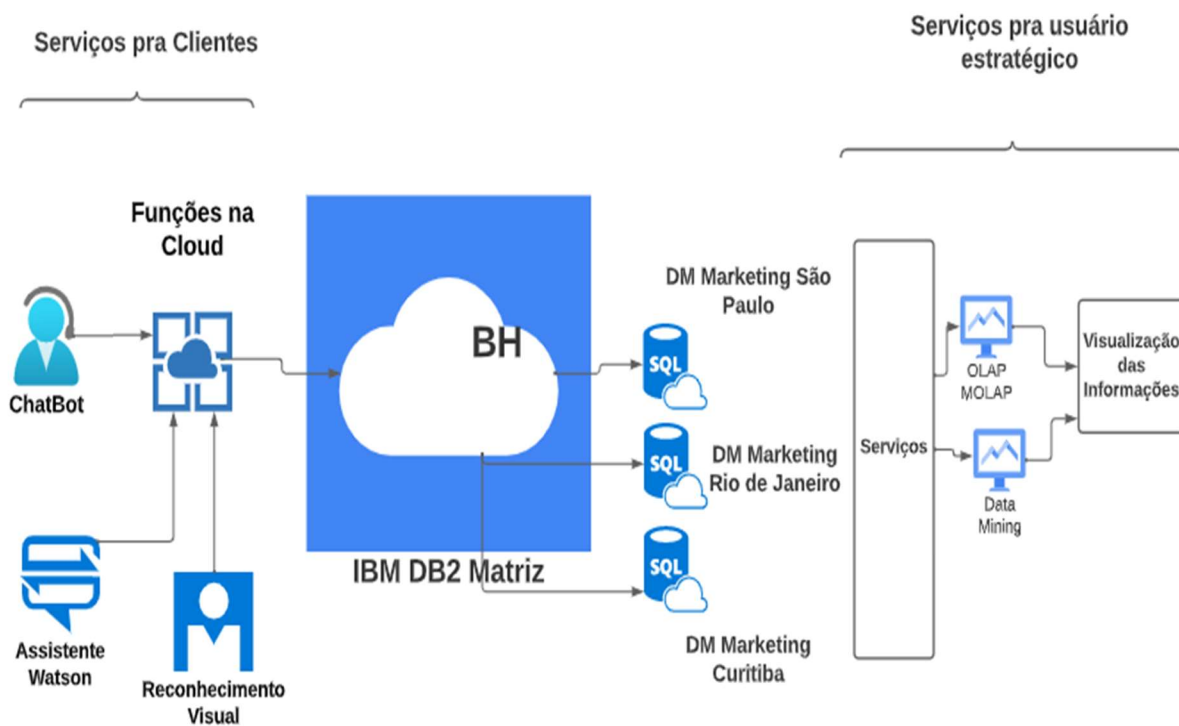 Serviços pra Clientes
Serviços pra usuário
estratégico
Funções na
Cloud
ChatBot
Assistente
Watson
Reconhecimento
Visual
BH
IBM DB2 Matriz
DM Marketing São
Paulo
SQL
DM Marketing
Rio de Janeiro
SQL
SQL
DM Marketing
Curitiba
Serviços
OLAP
MOLAP
Data
Mining
Visualização
das
Informações